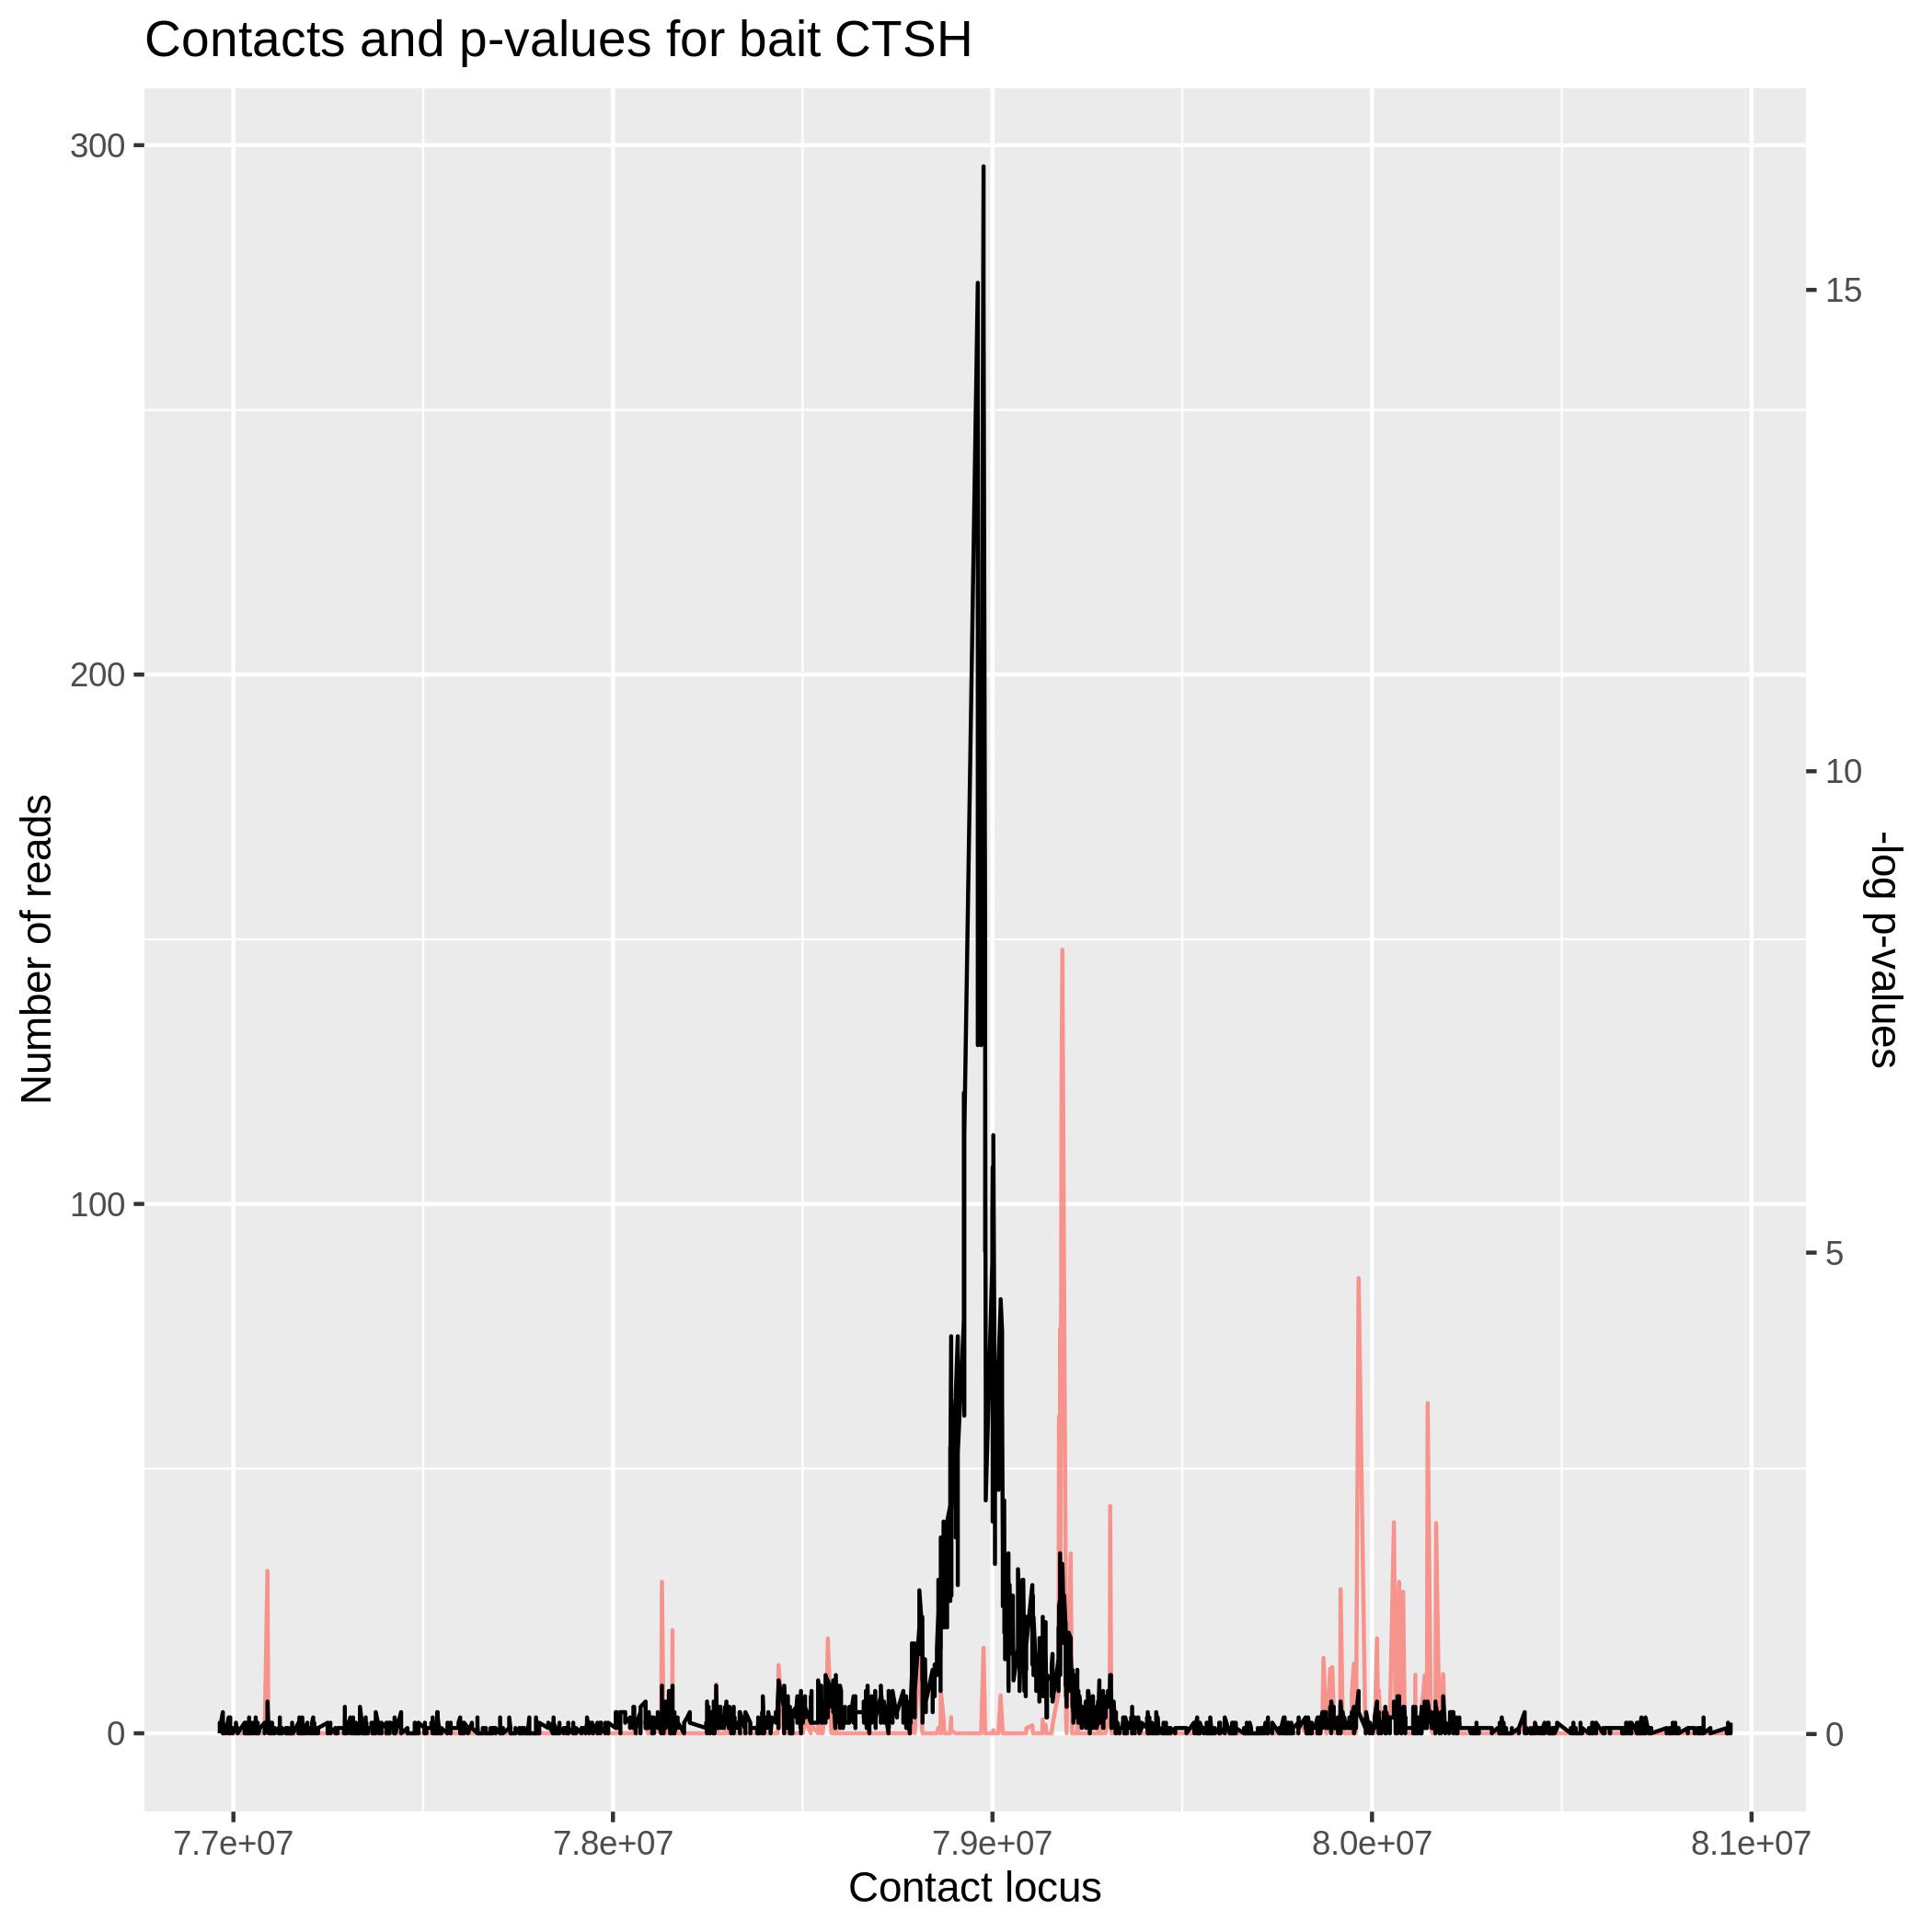 Contacts and p-values for bait CTSH
300
200
100
0
15
10
5
0
Number of reads
-log p-values
7.7e+07 7.8e+07 7.9e+07 8.0e+07 8.1e+07
Contact locus